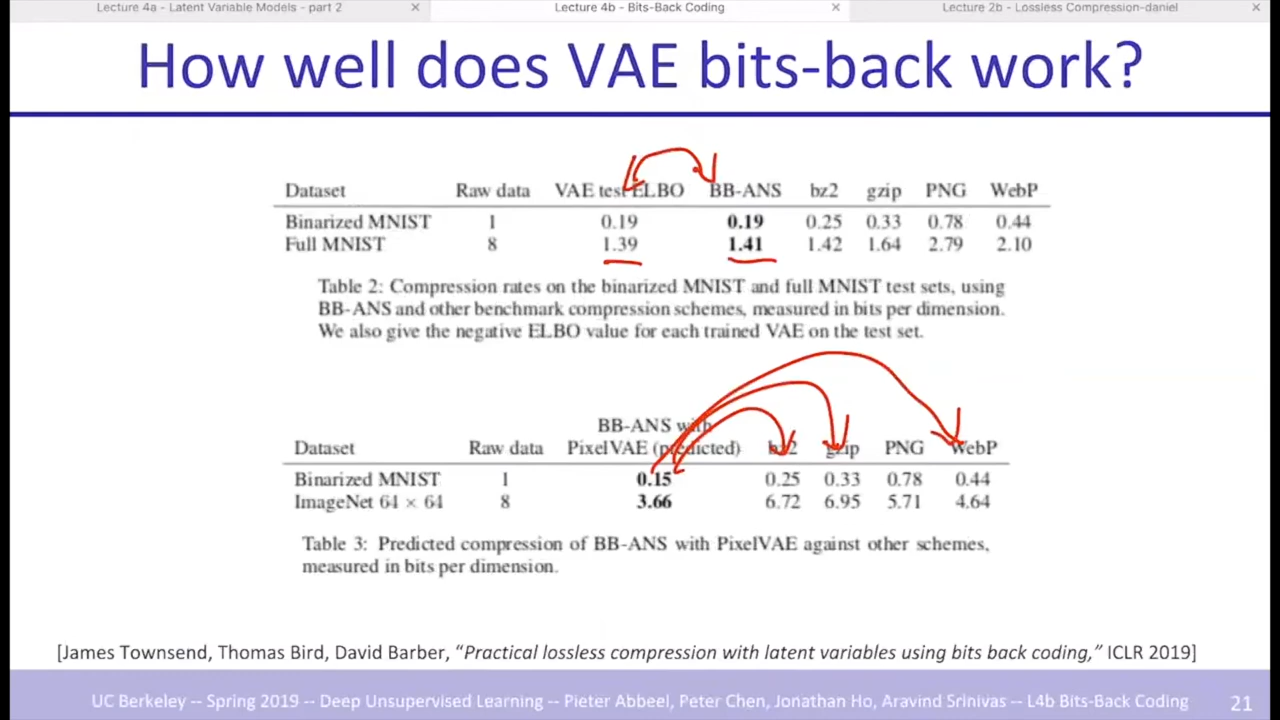 Lecture 4a - Latent Variable Models - part 2 × Lecture 4b - Bits-Back Coding × Lecture 2b - Lossless Compression-daniel ×
How well does VAE bits-back work?
Dataset Raw data VAE test ELBO BB-ANS bz2 gzip PNG WebP
Binarized MNIST 1 0.19 0.19 0.25 0.33 0.78 0.44
Full MNIST 8 1.39 1.41 1.42 1.64 2.79 2.10
Table 2: Compression rates on the binarized MNIST and full MNIST test sets, using
BB-ANS and other benchmark compression schemes, measured in bits per dimension.
We also give the negative ELBO value for each trained VAE on the test set.
BB-ANS with
Dataset Raw data PixelVAE (predicted) bz2 gzip PNG WebP
Binarized MNIST 1 0.15 0.25 0.33 0.78 0.44
ImageNet 64 × 64 8 3.66 6.72 6.95 5.71 4.64
Table 3: Predicted compression of BB-ANS with PixelVAE against other schemes,
measured in bits per dimension.
[James Townsend, Thomas Bird, David Barber, “Practical lossless compression with latent variables using bits back coding,” ICLR 2019]
UC Berkeley -- Spring 2019 -- Deep Unsupervised Learning -- Pieter Abbeel, Peter Chen, Jonathan Ho, Aravind Srinivas -- L4b Bits-Back Coding 21